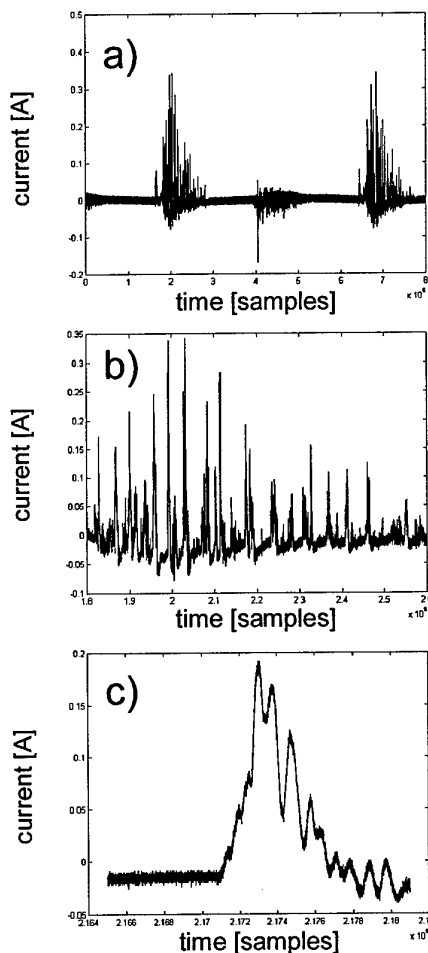 a)
current [A]
0.5
0.4
0.3
0.2
0.1
0
-0.1
-0.2
0 1 2 3 4 5 6 7 8
x 10⁶
time [samples]
b)
current [A]
0.35
0.3
0.25
0.2
0.15
0.1
0.05
0
-0.05
-0.1
1.8 1.9 2 2.1 2.2 2.3 2.4 2.5 2.6
x 10⁶
time [samples]
c)
current [A]
0.2
0.15
0.1
0.05
0
-0.05
2.164 2.166 2.168 2.17 2.172 2.174 2.176 2.178 2.18
x 10⁶
time [samples]